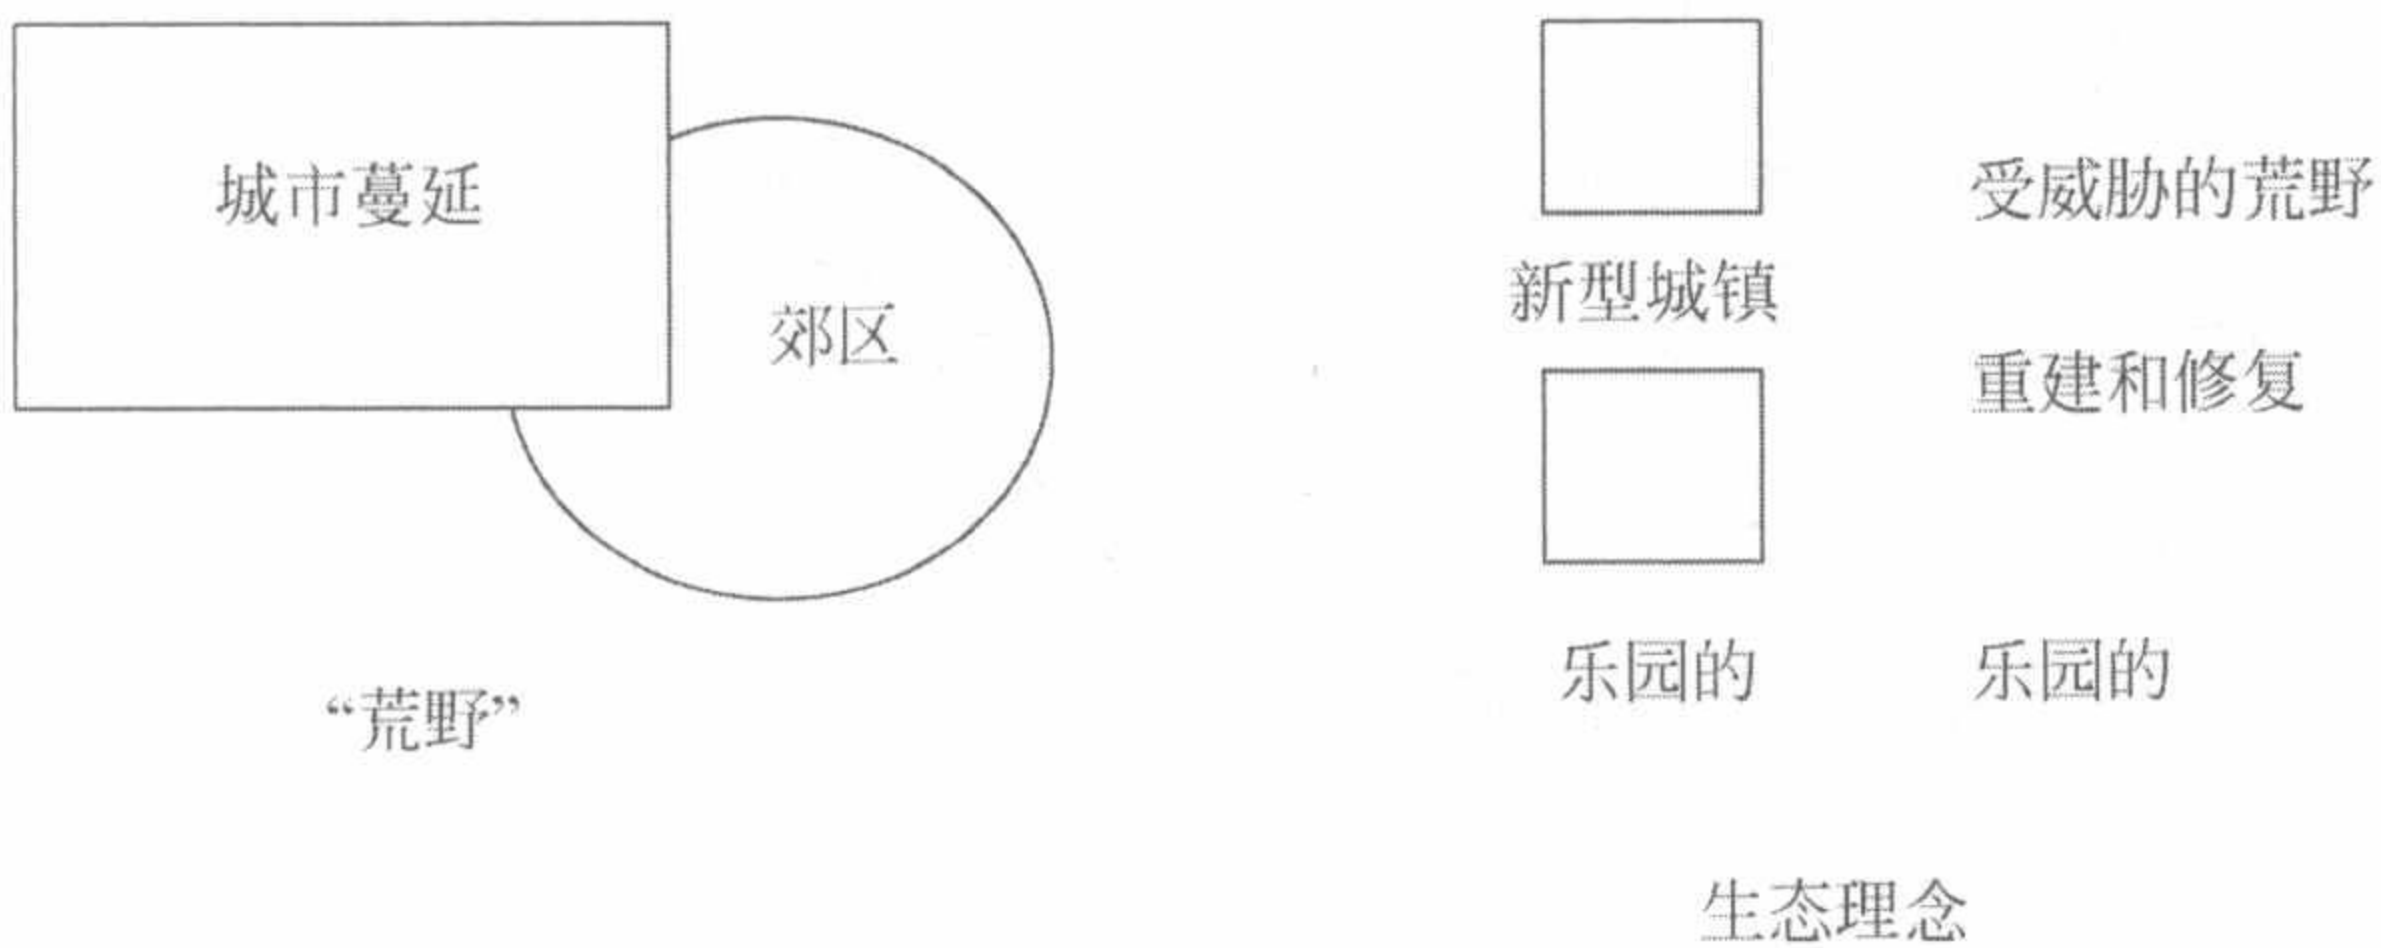 城市蔓延
郊区
“荒野”
新型城镇
乐园的
受威胁的荒野
重建和修复
乐园的
生态理念